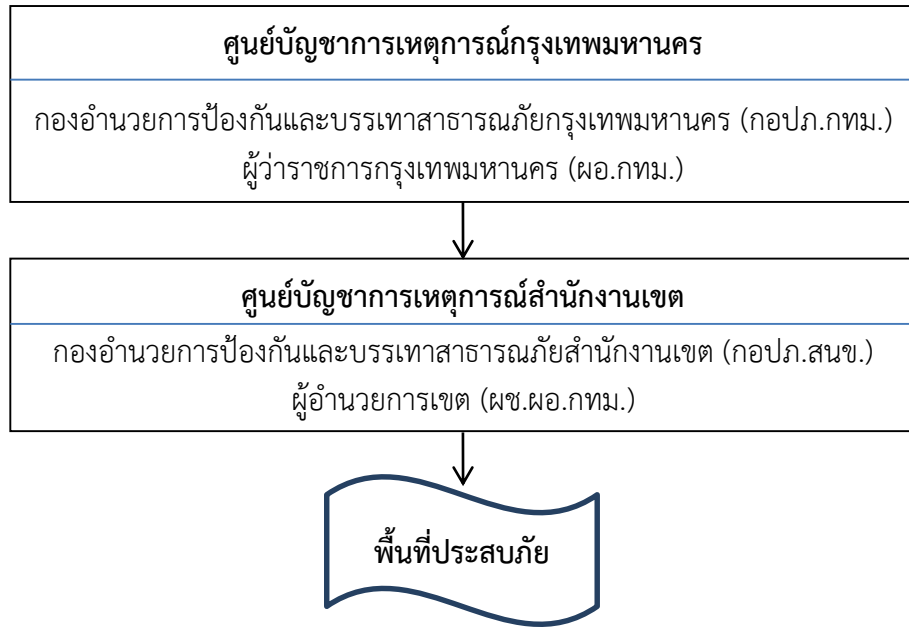 ศูนย์บัญชาการเหตุการณ์กรุงเทพมหานคร
กองอำนวยการป้องกันและบรรเทาสาธารณภัยกรุงเทพมหานคร (กอปภ.กทม.)
ผู้ว่าราชการกรุงเทพมหานคร (ผอ.กทม.)
ศูนย์บัญชาการเหตุการณ์สำนักงานเขต
กองอำนวยการป้องกันและบรรเทาสาธารณภัยสำนักงานเขต (กอปภ.สนข.)
ผู้อำนวยการเขต (ผช.ผอ.กทม.)
พื้นที่ประสบภัย